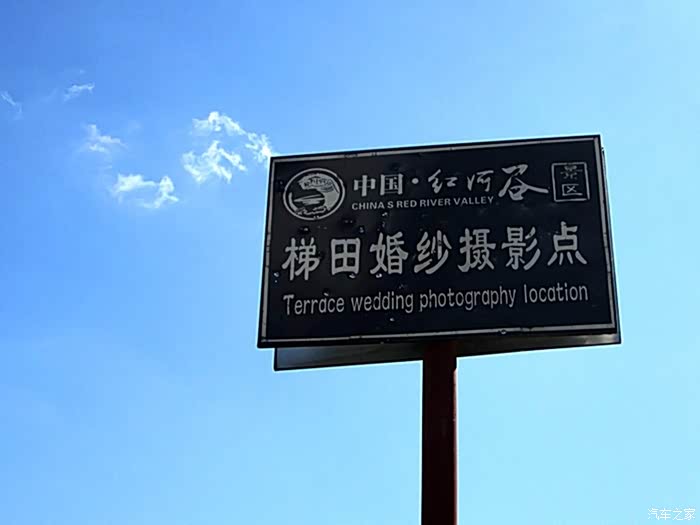 中国·红河谷 景区
CHINA S RED RIVER VALLEY
梯田婚纱摄影点
Terrace wedding photography location
汽车之家